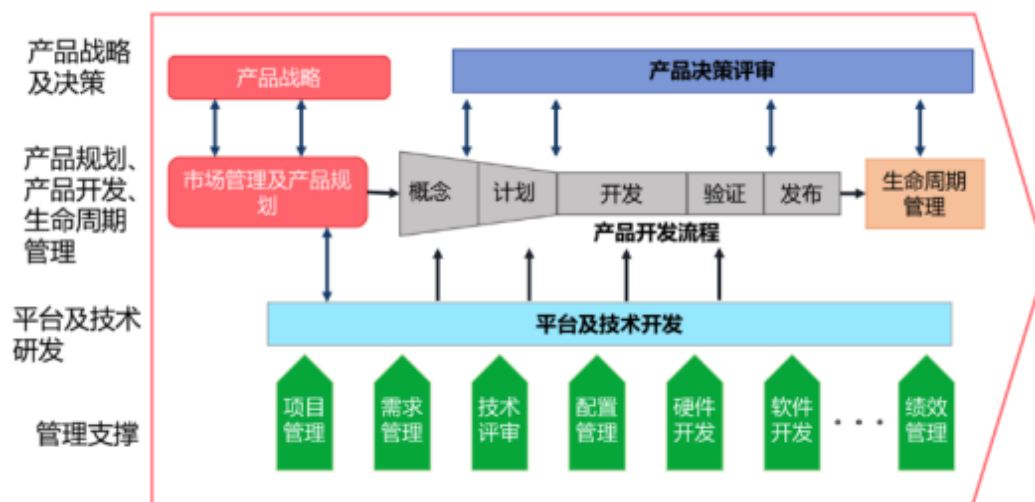 产品战略
及决策
产品战略
产品决策评审
产品规划、
产品开发、
生命周期
管理
市场管理及产品规
划
概念
计划
开发
验证
发布
产品开发流程
生命周期
管理
平台及技术
研发
平台及技术开发
管理支撑
项目
管理
需求
管理
技术
评审
配置
管理
硬件
开发
软件
开发
• • •
绩效
管理